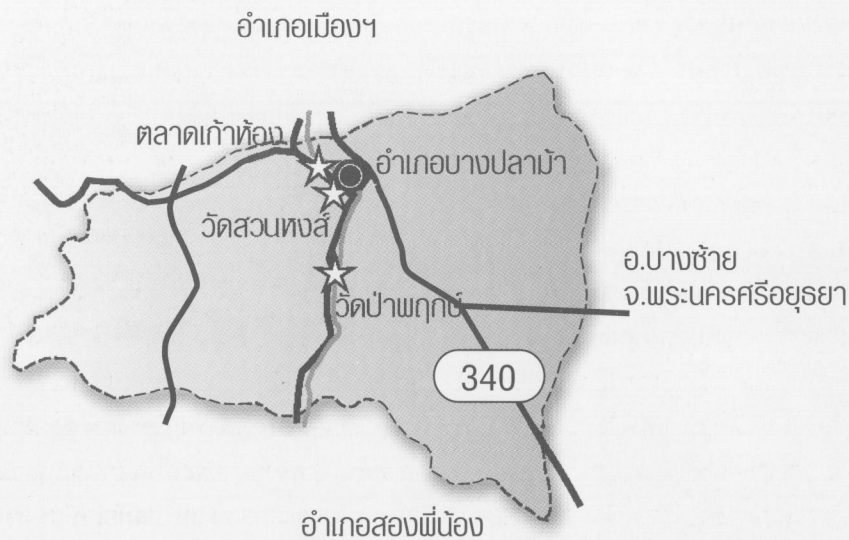 อำเภอเมืองฯ
ตลาดเก้าห้อง
อำเภอบางปลาม้า
วัดสวนหงส์
อ.บางซ้าย
จ.พระนครศรีอยุธยา
วัดป่าพฤกษ์
340
อำเภอสองพี่น้อง